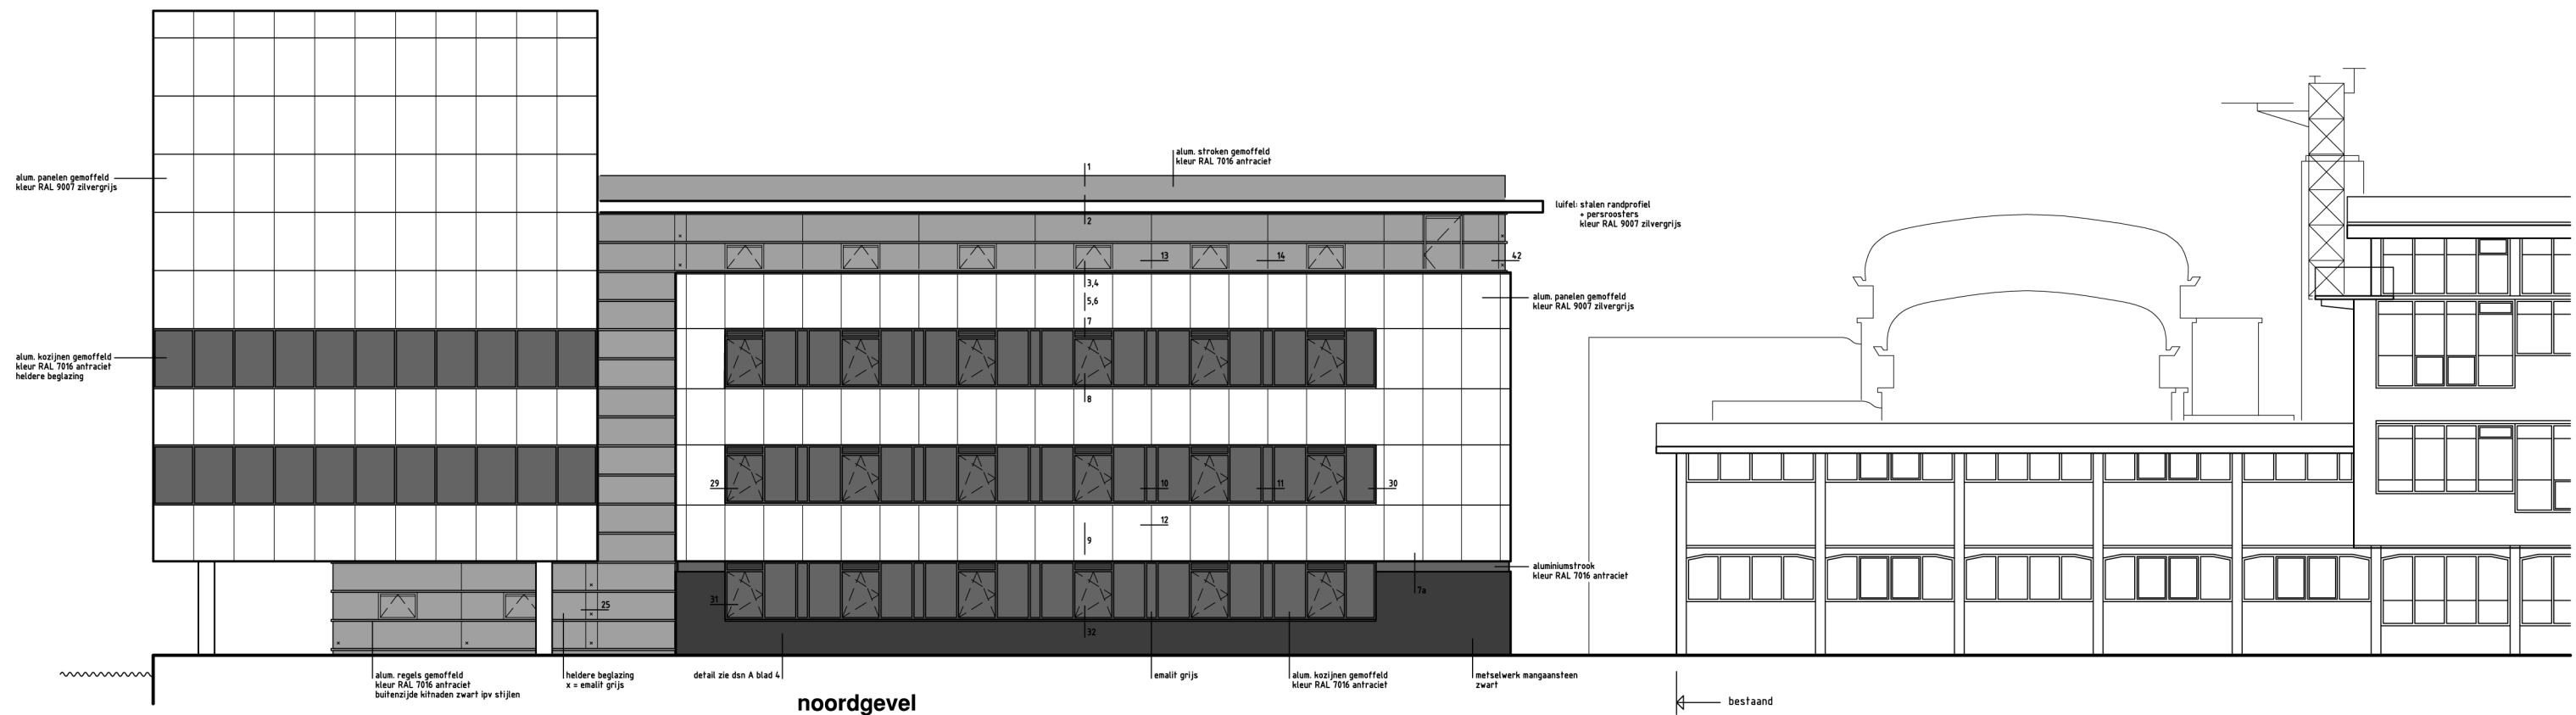 alum. panelen gemoffeld
kleur RAL 9007 zilvergrijs
alum. kozijnen gemoffeld
kleur RAL 7016 antraciet
heldere beglazing
alum. stroken gemoffeld
kleur RAL 7016 antraciet
1
2
luifel: stalen randprofiel
+ persroosters
kleur RAL 9007 zilvergrijs
x
x
x
x
13
14
42
3,4
5,6
7
alum. panelen gemoffeld
kleur RAL 9007 zilvergrijs
8
29
10
11
30
12
9
aluminiumstrook
kleur RAL 7016 antraciet
7a
31
32
x
25
x
x
x
x
alum. regels gemoffeld
kleur RAL 7016 antraciet
buitenzijde kitnaden zwart ipv stijlen
heldere beglazing
x = emalit grijs
detail zie dsn A blad 4
emalit grijs
alum. kozijnen gemoffeld
kleur RAL 7016 antraciet
metselwerk mangaansteen
zwart
noordgevel
bestaand